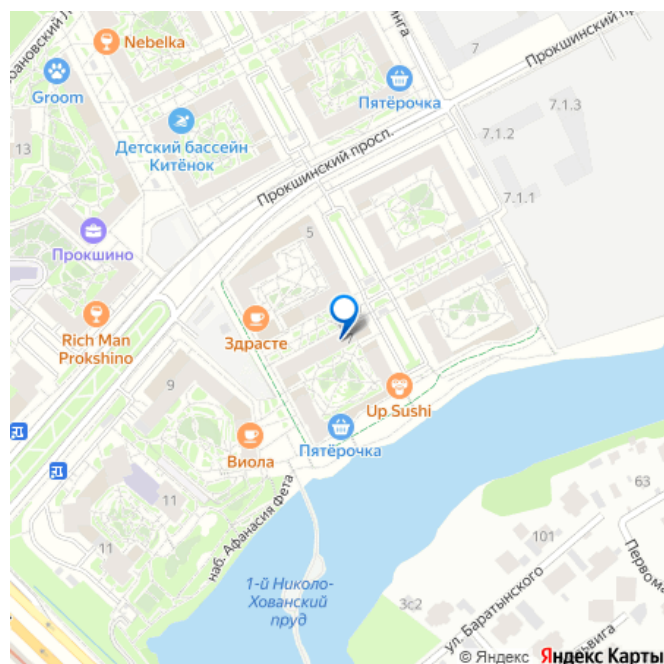 Nebelka
Groom
7
Прокшинский пр
Пятёрочка
7.1.3
7.1.2
Детский бассейн
Китёнок
13
Прокшинский просп.
7.1.1
Прокшино
5
Rich Man
Prokshino
Здрасте
9
Up Sushi
Виола
Пятёрочка
наб. Афанасия Фета
11
11
63
101
1-й Николо-
Хованский
пруд
3с2
ул. Баратынского
© Яндекс Яндекс Карты